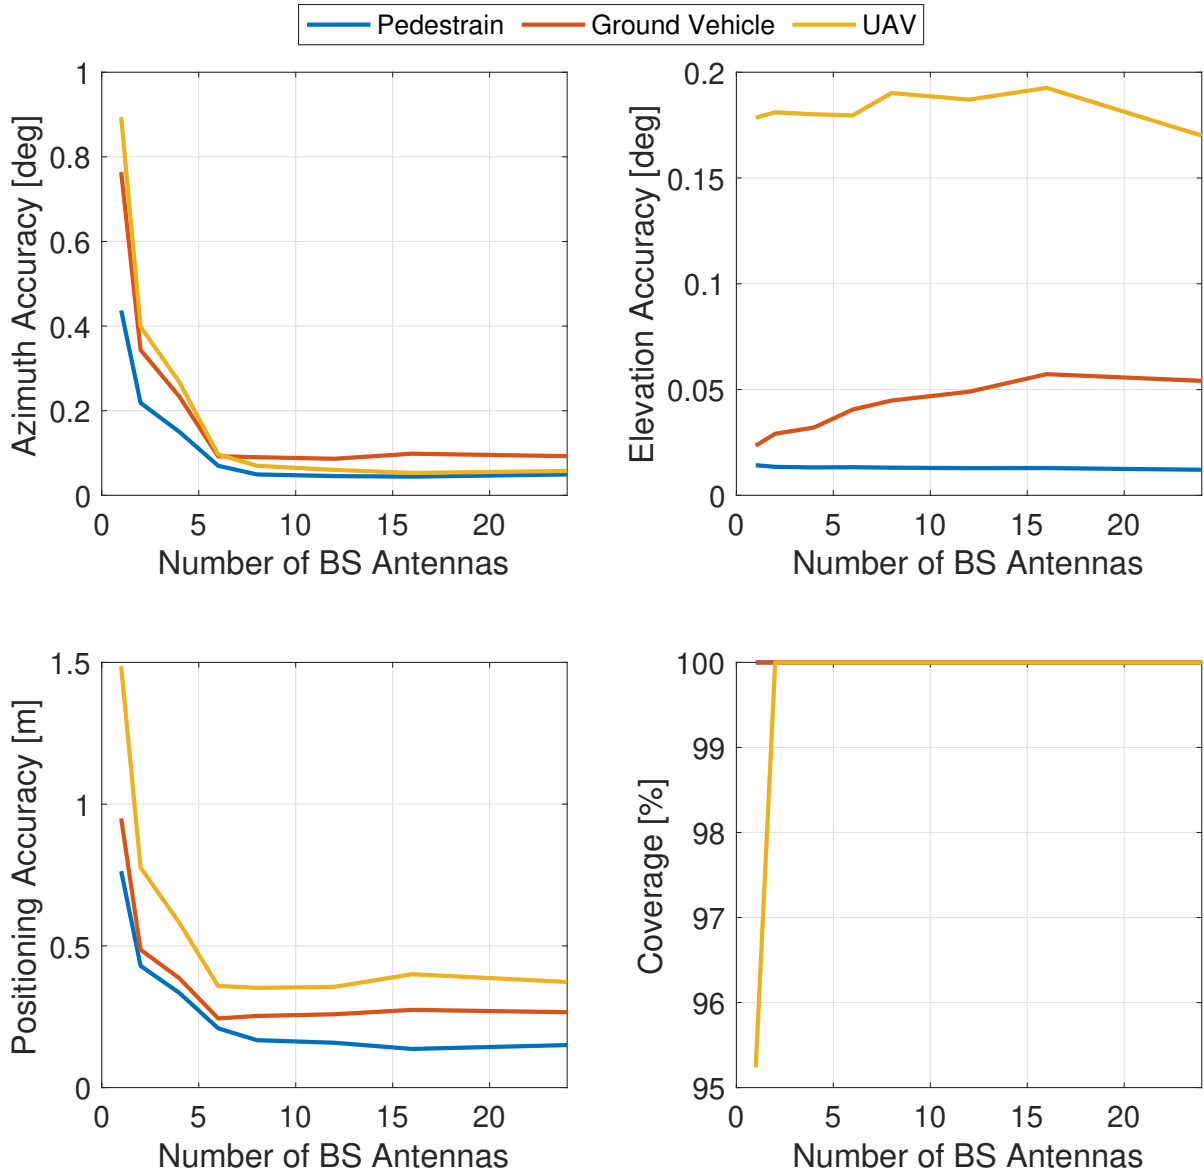 Pedestrain Ground Vehicle UAV
Azimuth Accuracy [deg]
1
0.8
0.6
0.4
0.2
0
0 5 10 15 20
Number of BS Antennas
Elevation Accuracy [deg]
0.2
0.15
0.1
0.05
0
0 5 10 15 20
Number of BS Antennas
Positioning Accuracy [m]
1.5
1
0.5
0
0 5 10 15 20
Number of BS Antennas
Coverage [%]
100
99
98
97
96
95
0 5 10 15 20
Number of BS Antennas